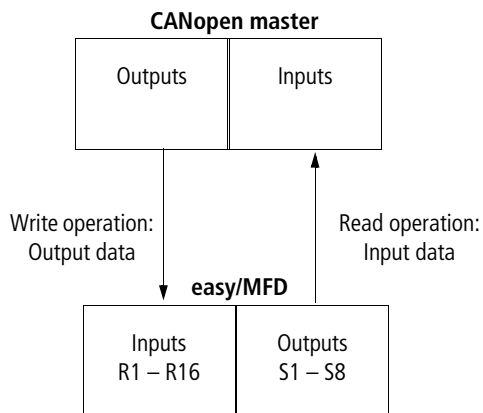 CANopen master
Outputs
Inputs
Write operation:
Output data
Read operation:
Input data
easy/MFD
Inputs
R1 – R16
Outputs
S1 – S8